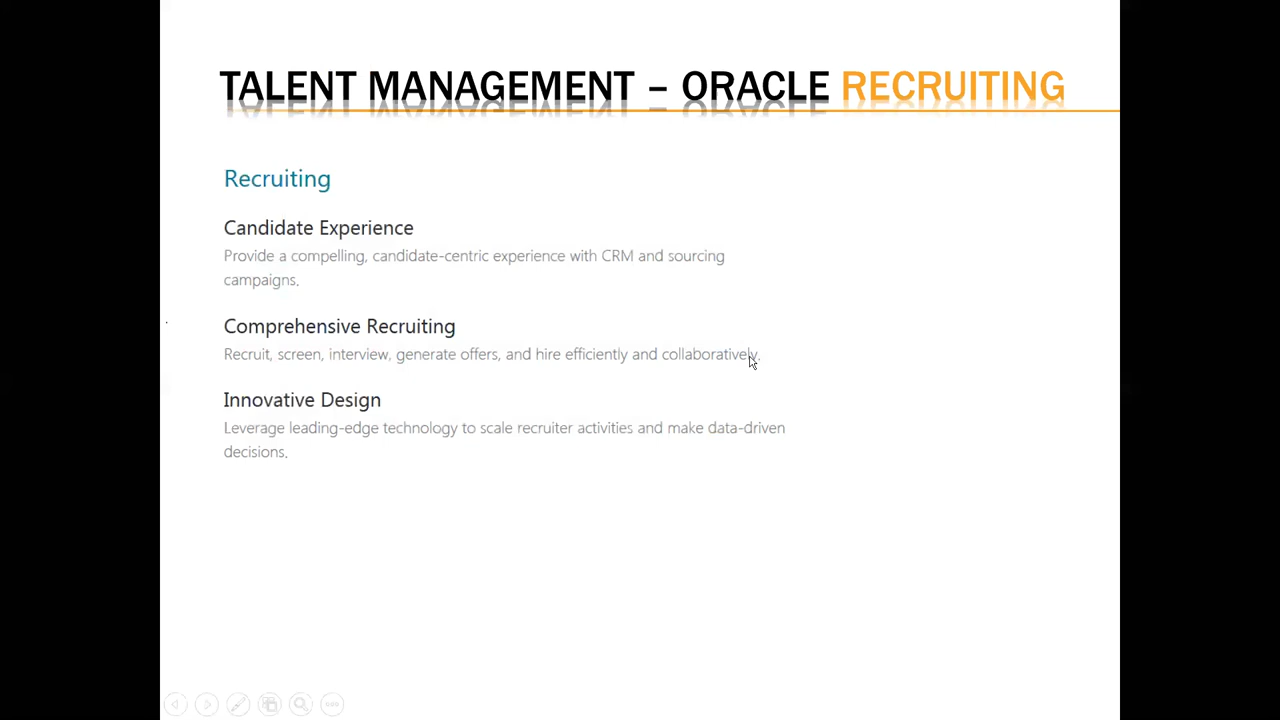 TALENT MANAGEMENT – ORACLE RECRUITING
Recruiting
Candidate Experience
Provide a compelling, candidate-centric experience with CRM and sourcing
campaigns.
Comprehensive Recruiting
Recruit, screen, interview, generate offers, and hire efficiently and collaboratively.
Innovative Design
Leverage leading-edge technology to scale recruiter activities and make data-driven
decisions.